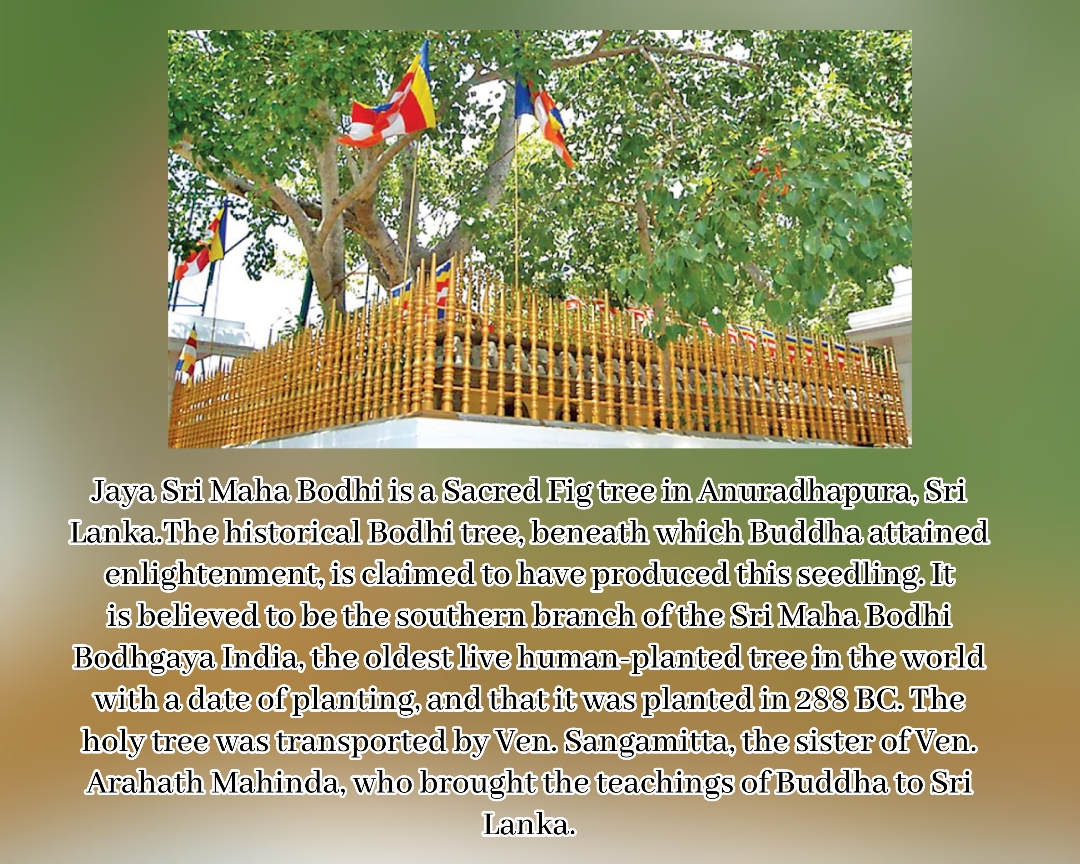 Jaya Sri Maha Bodhi is a Sacred Fig tree in Anuradhapura, Sri
Lanka.The historical Bodhi tree, beneath which Buddha attained
enlightenment, is claimed to have produced this seedling. It
is believed to be the southern branch of the Sri Maha Bodhi
Bodhgaya India, the oldest live human-planted tree in the world
with a date of planting, and that it was planted in 288 BC. The
holy tree was transported by Ven. Sangamitta, the sister of Ven.
Arahath Mahinda, who brought the teachings of Buddha to Sri
Lanka.